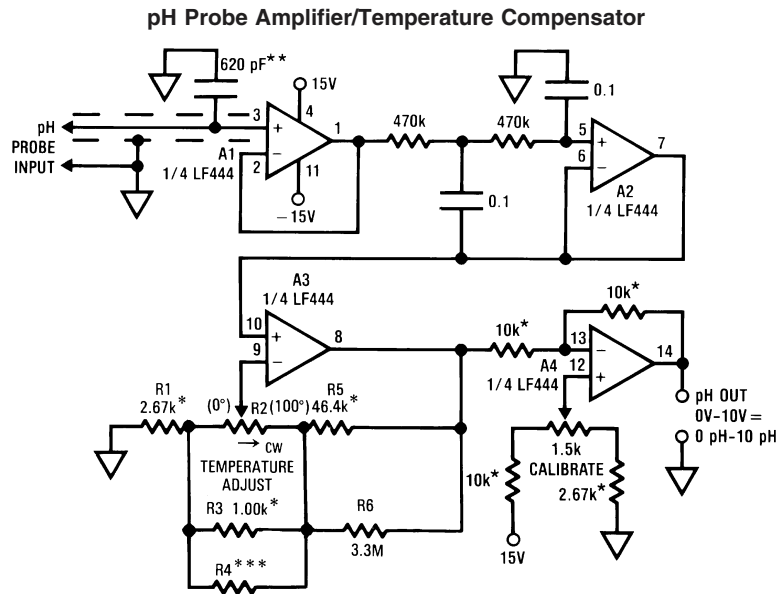 pH Probe Amplifier/Temperature Compensator
620 pF**
15V
4
3
+
1
pH
PROBE
INPUT
A1
1/4 LF444
2
−
11
−15V
470k
470k
0.1
5
+
6
−
7
A2
1/4 LF444
0.1
A3
1/4 LF444
10
+
9
−
8
10k*
10k*
13
−
A4
12
1/4 LF444
+
14
R1
2.67k*
(0°)
R2
(100°)
R5
46.4k*
→ CW
TEMPERATURE
ADJUST
R3 1.00k*
R4***
R6
3.3M
pH OUT
0V-10V =
0 pH-10 pH
1.5k
CALIBRATE
10k*
2.67k*
15V